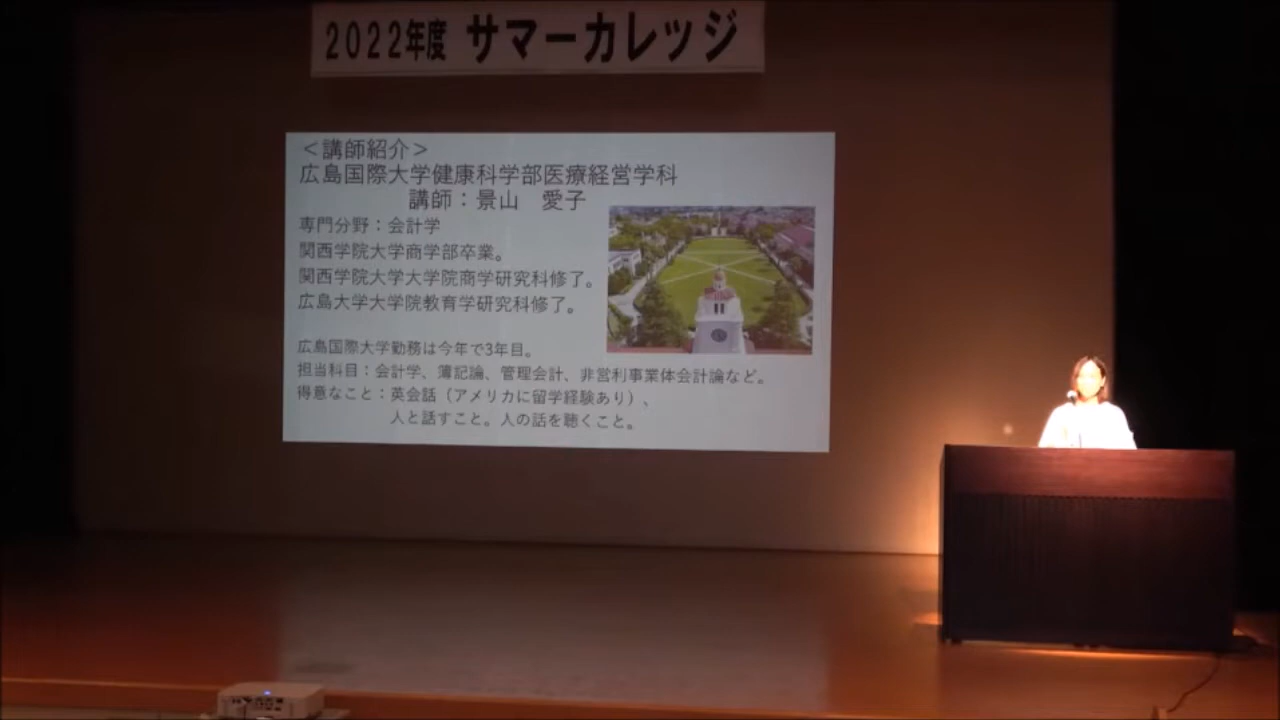 2022年度 サマーカレッジ
＜講師紹介＞
広島国際大学健康科学部医療経営学科
講師：景山　愛子
専門分野：会計学
関西学院大学商学部卒業。
関西学院大学大学院商学研究科修了。
広島大学大学院教育学研究科修了。
広島国際大学勤務は今年で3年目。
担当科目：会計学、簿記論、管理会計、非営利事業体会計論など。
得意なこと：英会話（アメリカに留学経験あり）、
人と話すこと。人の話を聴くこと。